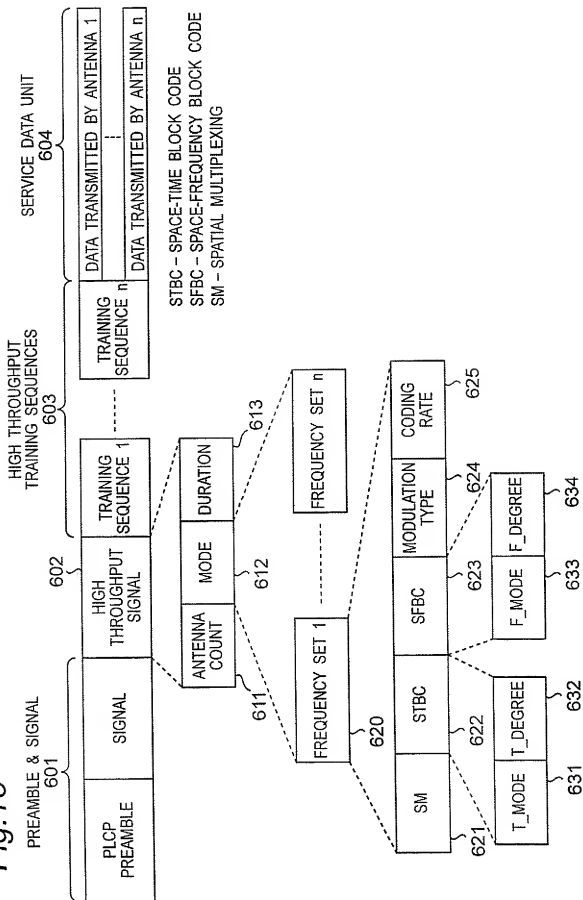 Fig.
PREAMBLE & SIGNAL
601
602
HIGH THROUGHPUT
TRAINING SEQUENCES
603
SERVICE DATA UNIT
604
PLCP
PREAMBLE
SIGNAL
HIGH
THROUGHPUT
SIGNAL
TRAINING
SEQUENCE 1
TRAINING
SEQUENCE n
DATA TRANSMITTED BY ANTENNA 1
DATA TRANSMITTED BY ANTENNA n
STBC – SPACE-TIME BLOCK CODE
SFBC – SPACE-FREQUENCY BLOCK CODE
SM – SPATIAL MULTIPLEXING
ANTENNA
COUNT
MODE
DURATION
611
612
613
FREQUENCY SET 1
FREQUENCY SET n
620
SM
STBC
SFBC
MODULATION
TYPE
CODING
RATE
621
622
623
624
625
T_MODE
T_DEGREE
F_MODE
F_DEGREE
631
632
633
634